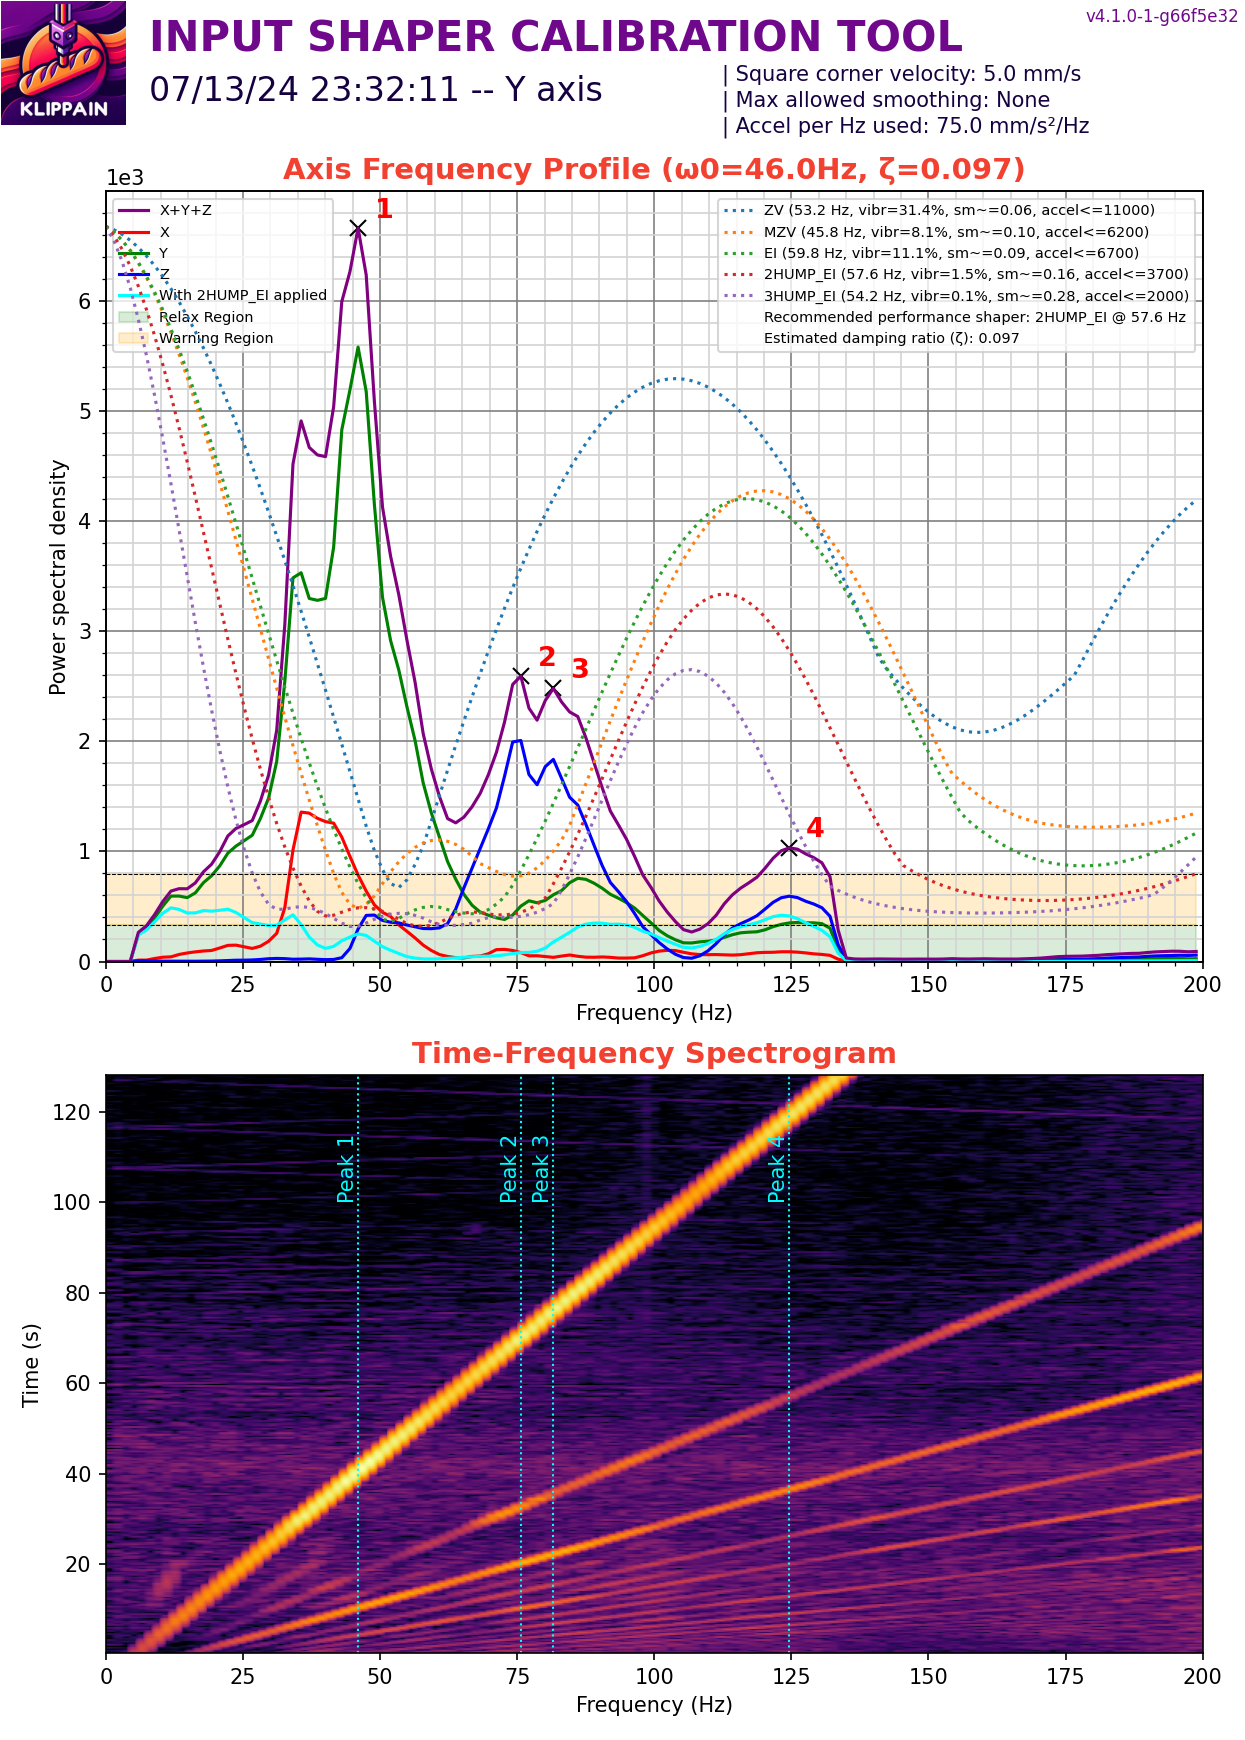 v4.1.0-1-g66f5e32
INPUT SHAPER CALIBRATION TOOL
07/13/24 23:32:11 -- Y axis
| Square corner velocity: 5.0 mm/s
| Max allowed smoothing: None
| Accel per Hz used: 75.0 mm/s²/Hz
KLIPPAIN
Axis Frequency Profile (ω0=46.0Hz, ζ=0.097)
1e3
X+Y+Z
X
Y
Z
With 2HUMP_EI applied
Relax Region
Warning Region
ZV (53.2 Hz, vibr=31.4%, sm~=0.06, accel<=11000)
MZV (45.8 Hz, vibr=8.1%, sm~=0.10, accel<=6200)
EI (59.8 Hz, vibr=11.1%, sm~=0.09, accel<=6700)
2HUMP_EI (57.6 Hz, vibr=1.5%, sm~=0.16, accel<=3700)
3HUMP_EI (54.2 Hz, vibr=0.1%, sm~=0.28, accel<=2000)
Recommended performance shaper: 2HUMP_EI @ 57.6 Hz
Estimated damping ratio (ζ): 0.097
1
2
3
4
Power spectral density
6
5
4
3
2
1
0
0 25 50 75 100 125 150 175 200
Frequency (Hz)
Time-Frequency Spectrogram
Peak 1
Peak 2
Peak 3
Peak 4
Time (s)
120
100
80
60
40
20
0 25 50 75 100 125 150 175 200
Frequency (Hz)